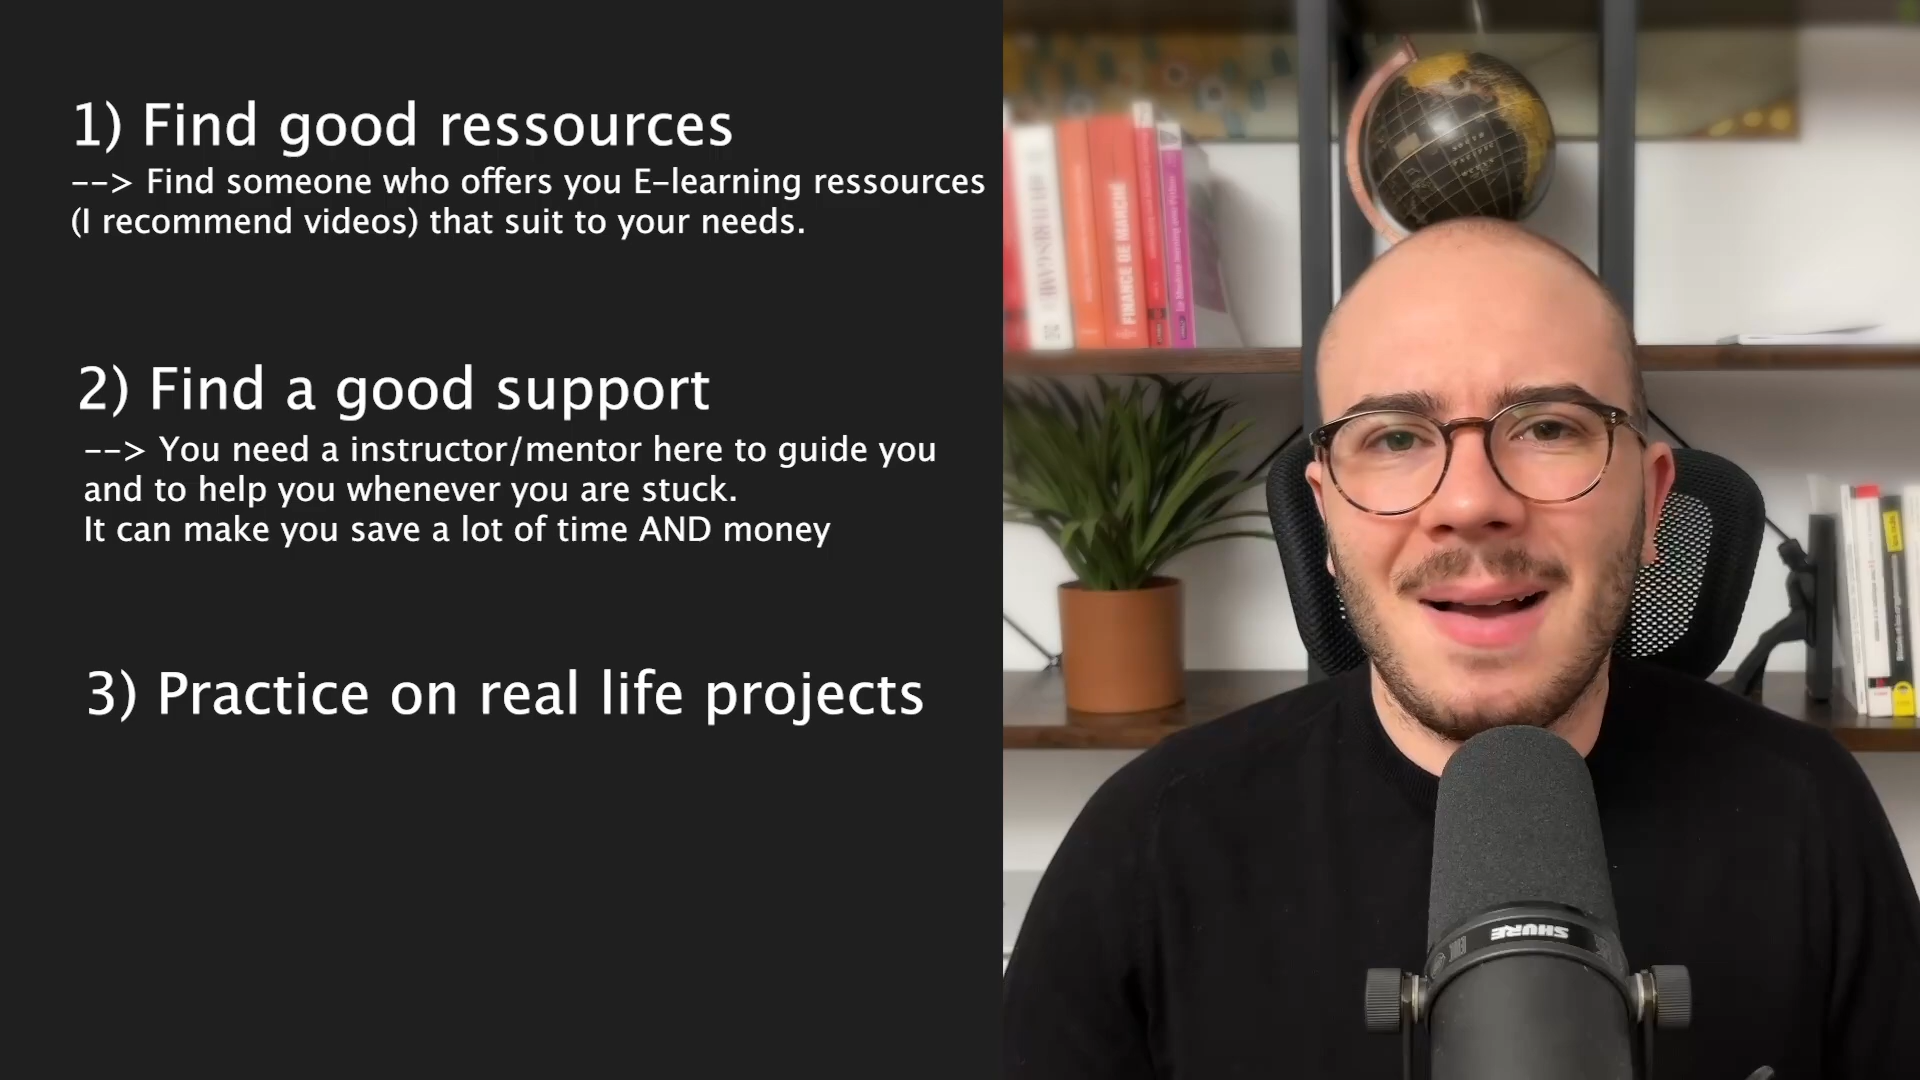 1) Find good ressources
--> Find someone who offers you E-learning ressources
(I recommend videos) that suit to your needs.
2) Find a good support
--> You need a instructor/mentor here to guide you
and to help you whenever you are stuck.
It can make you save a lot of time AND money
3) Practice on real life projects
FINANCE DE MARCHÉ
SHURE